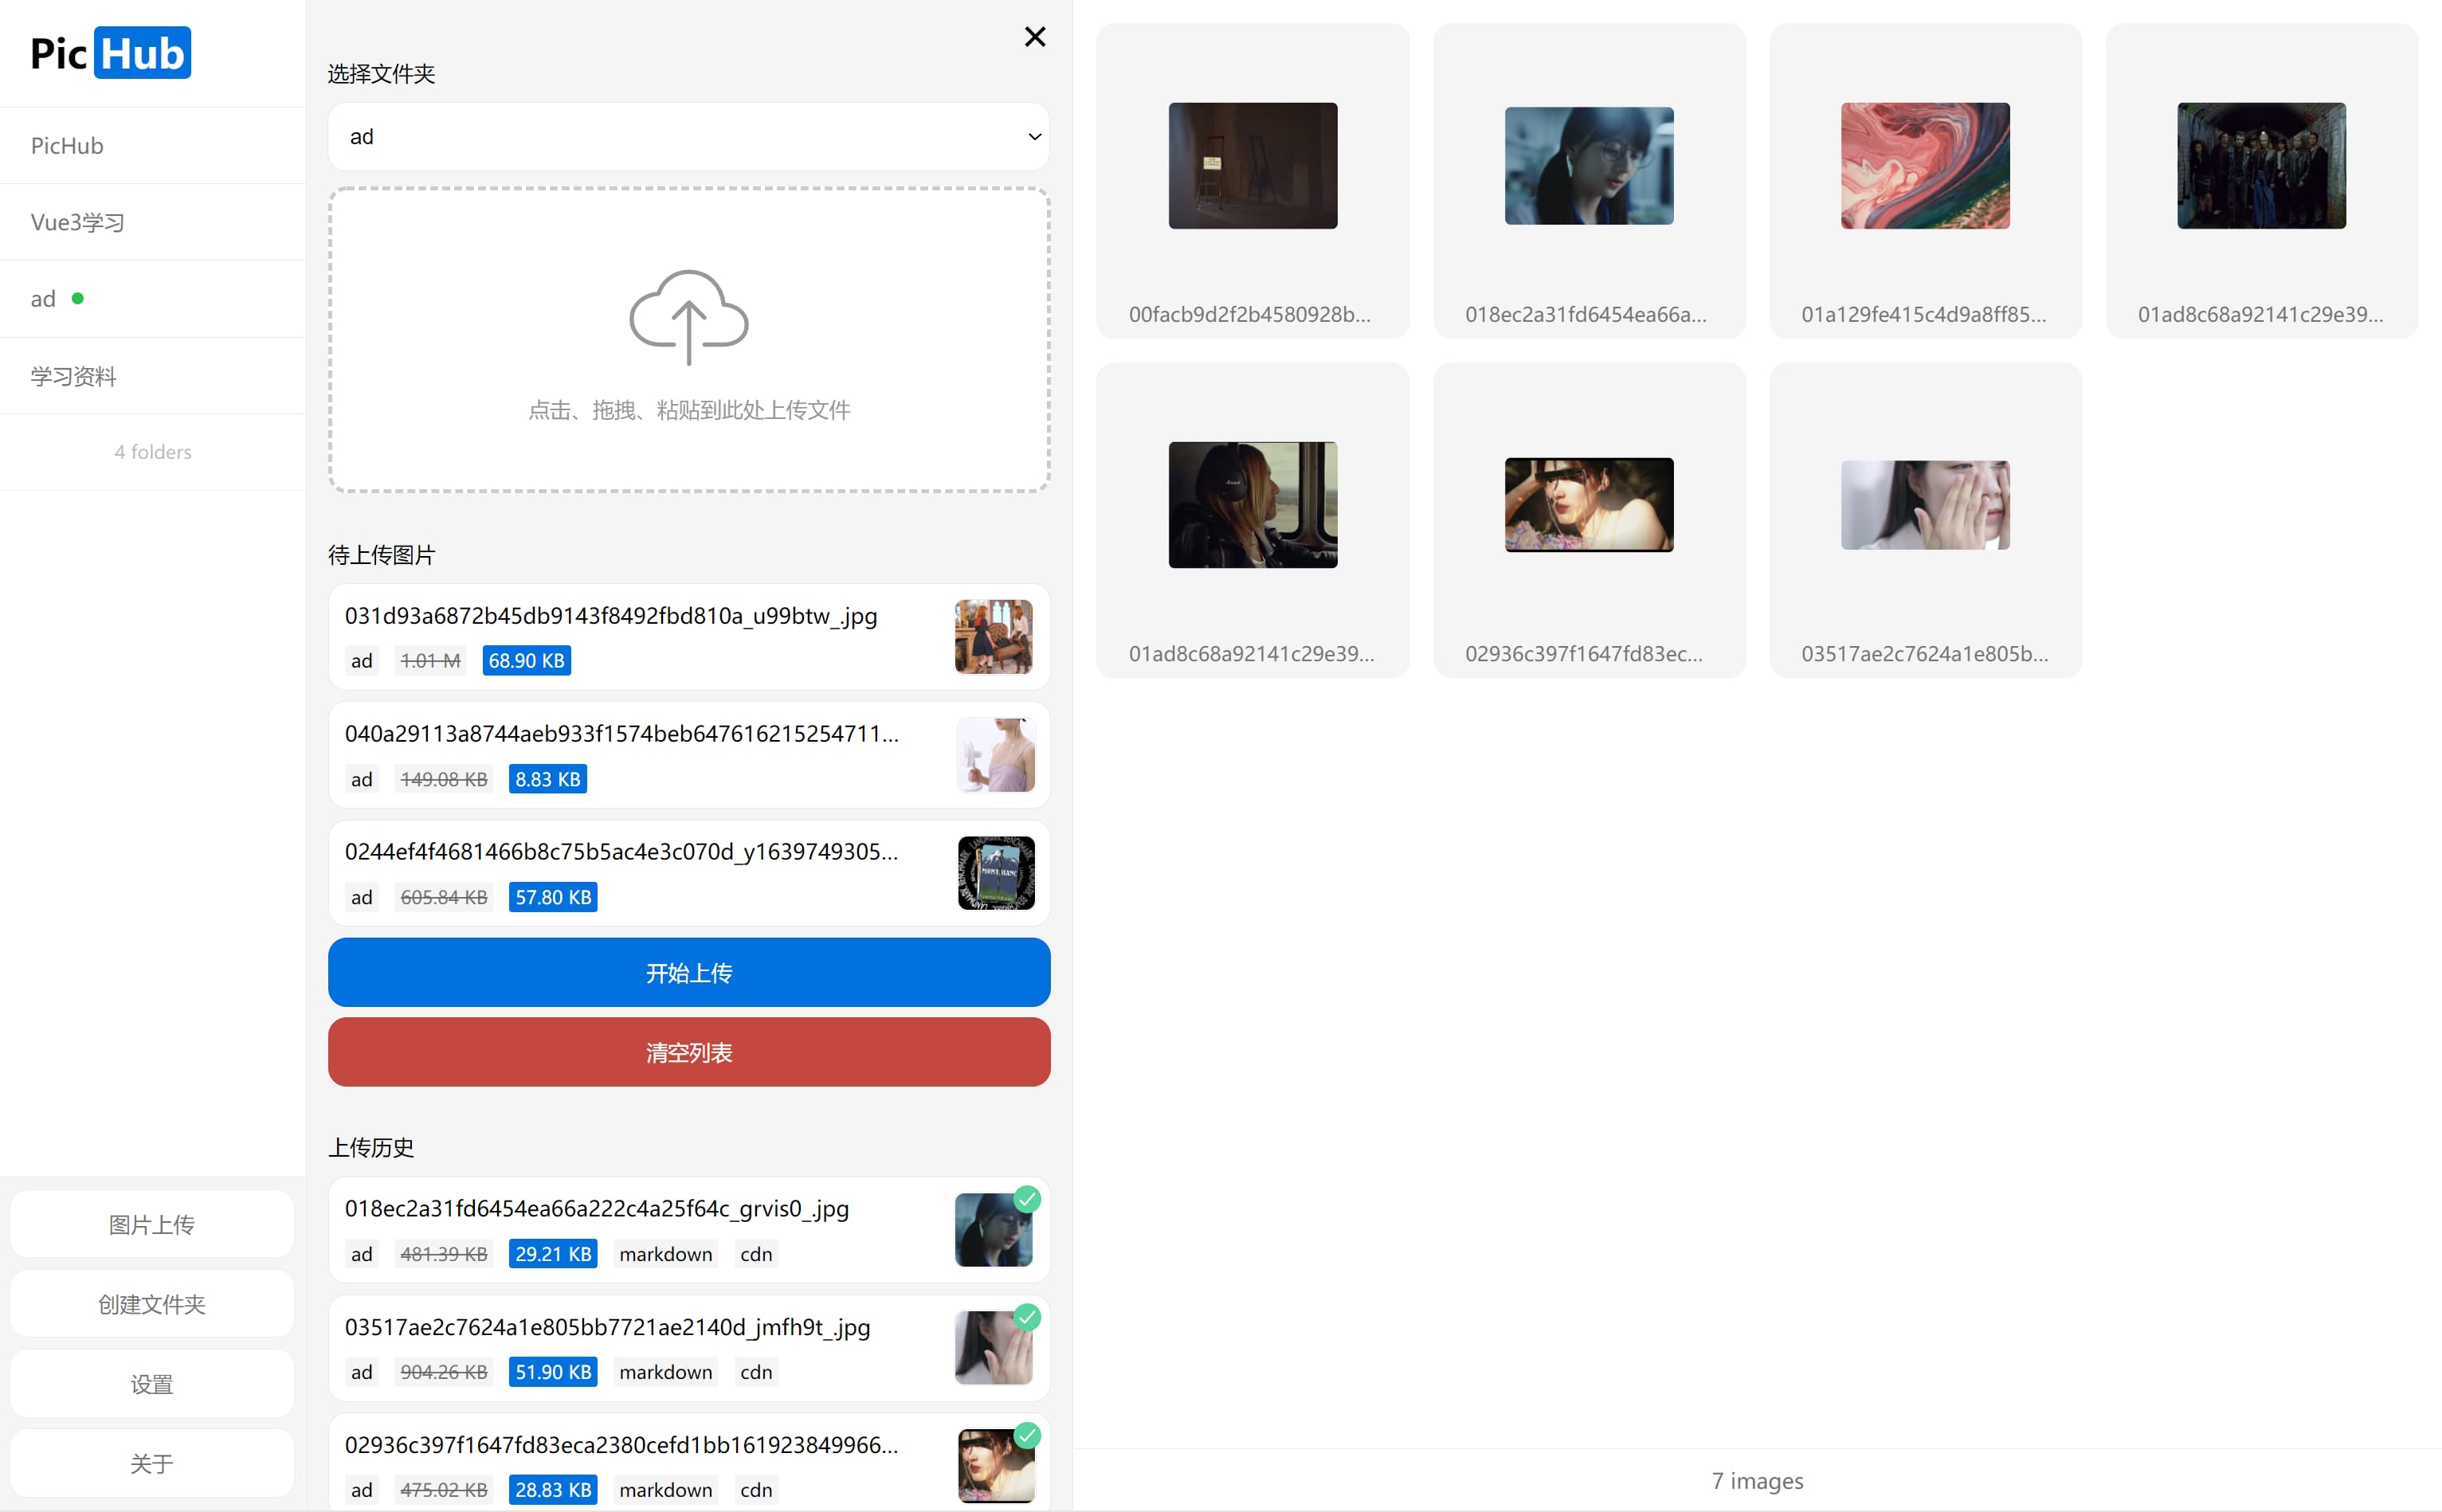 Pic Hub
PicHub
Vue3学习
ad
学习资料
4 folders
图片上传
创建文件夹
设置
关于
选择文件夹
ad
点击、拖拽、粘贴到此处上传文件
待上传图片
031d93a6872b45db9143f8492fbd810a_u99btw_.jpg
ad 1.01 M 68.90 KB
040a29113a8744aeb933f1574beb647616215254711...
ad 149.08 KB 8.83 KB
0244ef4f4681466b8c75b5ac4e3c070d_y1639749305...
ad 605.84 KB 57.80 KB
开始上传
清空列表
上传历史
018ec2a31fd6454ea66a222c4a25f64c_grvis0_.jpg
ad 481.39 KB 29.21 KB markdown cdn
03517ae2c7624a1e805bb7721ae2140d_jmfh9t_.jpg
ad 904.26 KB 51.90 KB markdown cdn
02936c397f1647fd83eca2380cefd1bb161923849966...
ad 475.02 KB 28.83 KB markdown cdn
00facb9d2f2b4580928b...
018ec2a31fd6454ea66a...
01a129fe415c4d9a8ff85...
01ad8c68a92141c29e39...
01ad8c68a92141c29e39...
02936c397f1647fd83ec...
03517ae2c7624a1e805b...
7 images